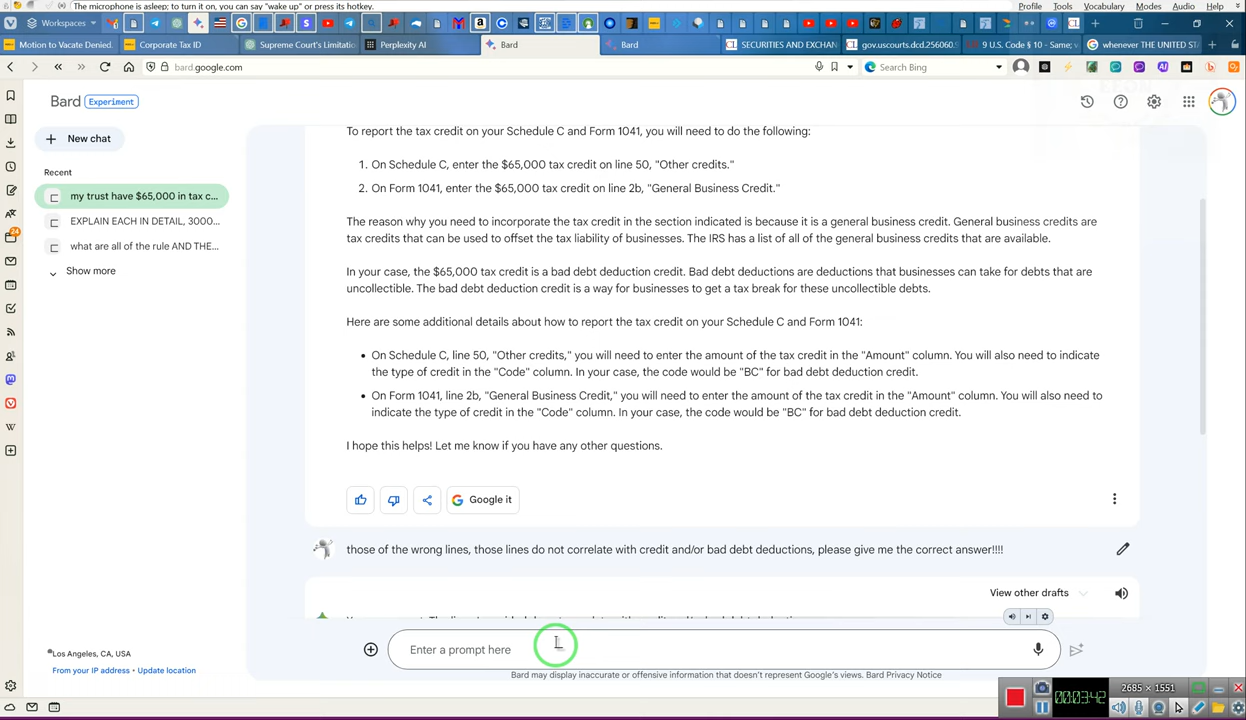 The microphone is asleep; to turn it on, you can say "wake up" or press its hotkey.
Profile Tools Vocabulary Modes Audio Help
Workspaces
Motion to Vacate Denied.
Corporate Tax ID
Supreme Court's Limitati
Perplexity AI
Bard
Bard
SECURITIES AND EXCHAN
gov.uscourts.dcd.256060.
9 U.S. Code § 10 - Same; v
whenever THE UNITED ST
bard.google.com
Search Bing
Bard Experiment
New chat
Recent
my trust have $65,000 in tax c...
EXPLAIN EACH IN DETAIL, 3000...
what are all of the rule AND THE...
Show more
To report the tax credit on your Schedule C and Form 1041, you will need to do the following:
1. On Schedule C, enter the $65,000 tax credit on line 50, "Other credits."
2. On Form 1041, enter the $65,000 tax credit on line 2b, "General Business Credit."
The reason why you need to incorporate the tax credit in the section indicated is because it is a general business credit. General business credits are
tax credits that can be used to offset the tax liability of businesses. The IRS has a list of all of the general business credits that are available.
In your case, the $65,000 tax credit is a bad debt deduction credit. Bad debt deductions are deductions that businesses can take for debts that are
uncollectible. The bad debt deduction credit is a way for businesses to get a tax break for these uncollectible debts.
Here are some additional details about how to report the tax credit on your Schedule C and Form 1041:
• On Schedule C, line 50, "Other credits," you will need to enter the amount of the tax credit in the "Amount" column. You will also need to indicate
the type of credit in the "Code" column. In your case, the code would be "BC" for bad debt deduction credit.
• On Form 1041, line 2b, "General Business Credit," you will need to enter the amount of the tax credit in the "Amount" column. You will also need to
indicate the type of credit in the "Code" column. In your case, the code would be "BC" for bad debt deduction credit.
I hope this helps! Let me know if you have any other questions.
Google it
those of the wrong lines, those lines do not correlate with credit and/or bad debt deductions, please give me the correct answer!!!!
View other drafts
Enter a prompt here
Los Angeles, CA, USA
From your IP address • Update location
Bard may display inaccurate or offensive information that doesn't represent Google's views. Bard Privacy Notice
00:03:42
2685 × 1551